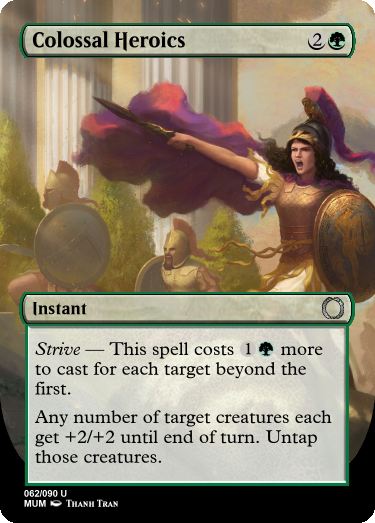 Colossal Heroics 2
Instant
Strive — This spell costs 1 more
to cast for each target beyond the
first.
Any number of target creatures each
get +2/+2 until end of turn. Untap
those creatures.
062/090 U
MUM Thanh Tran